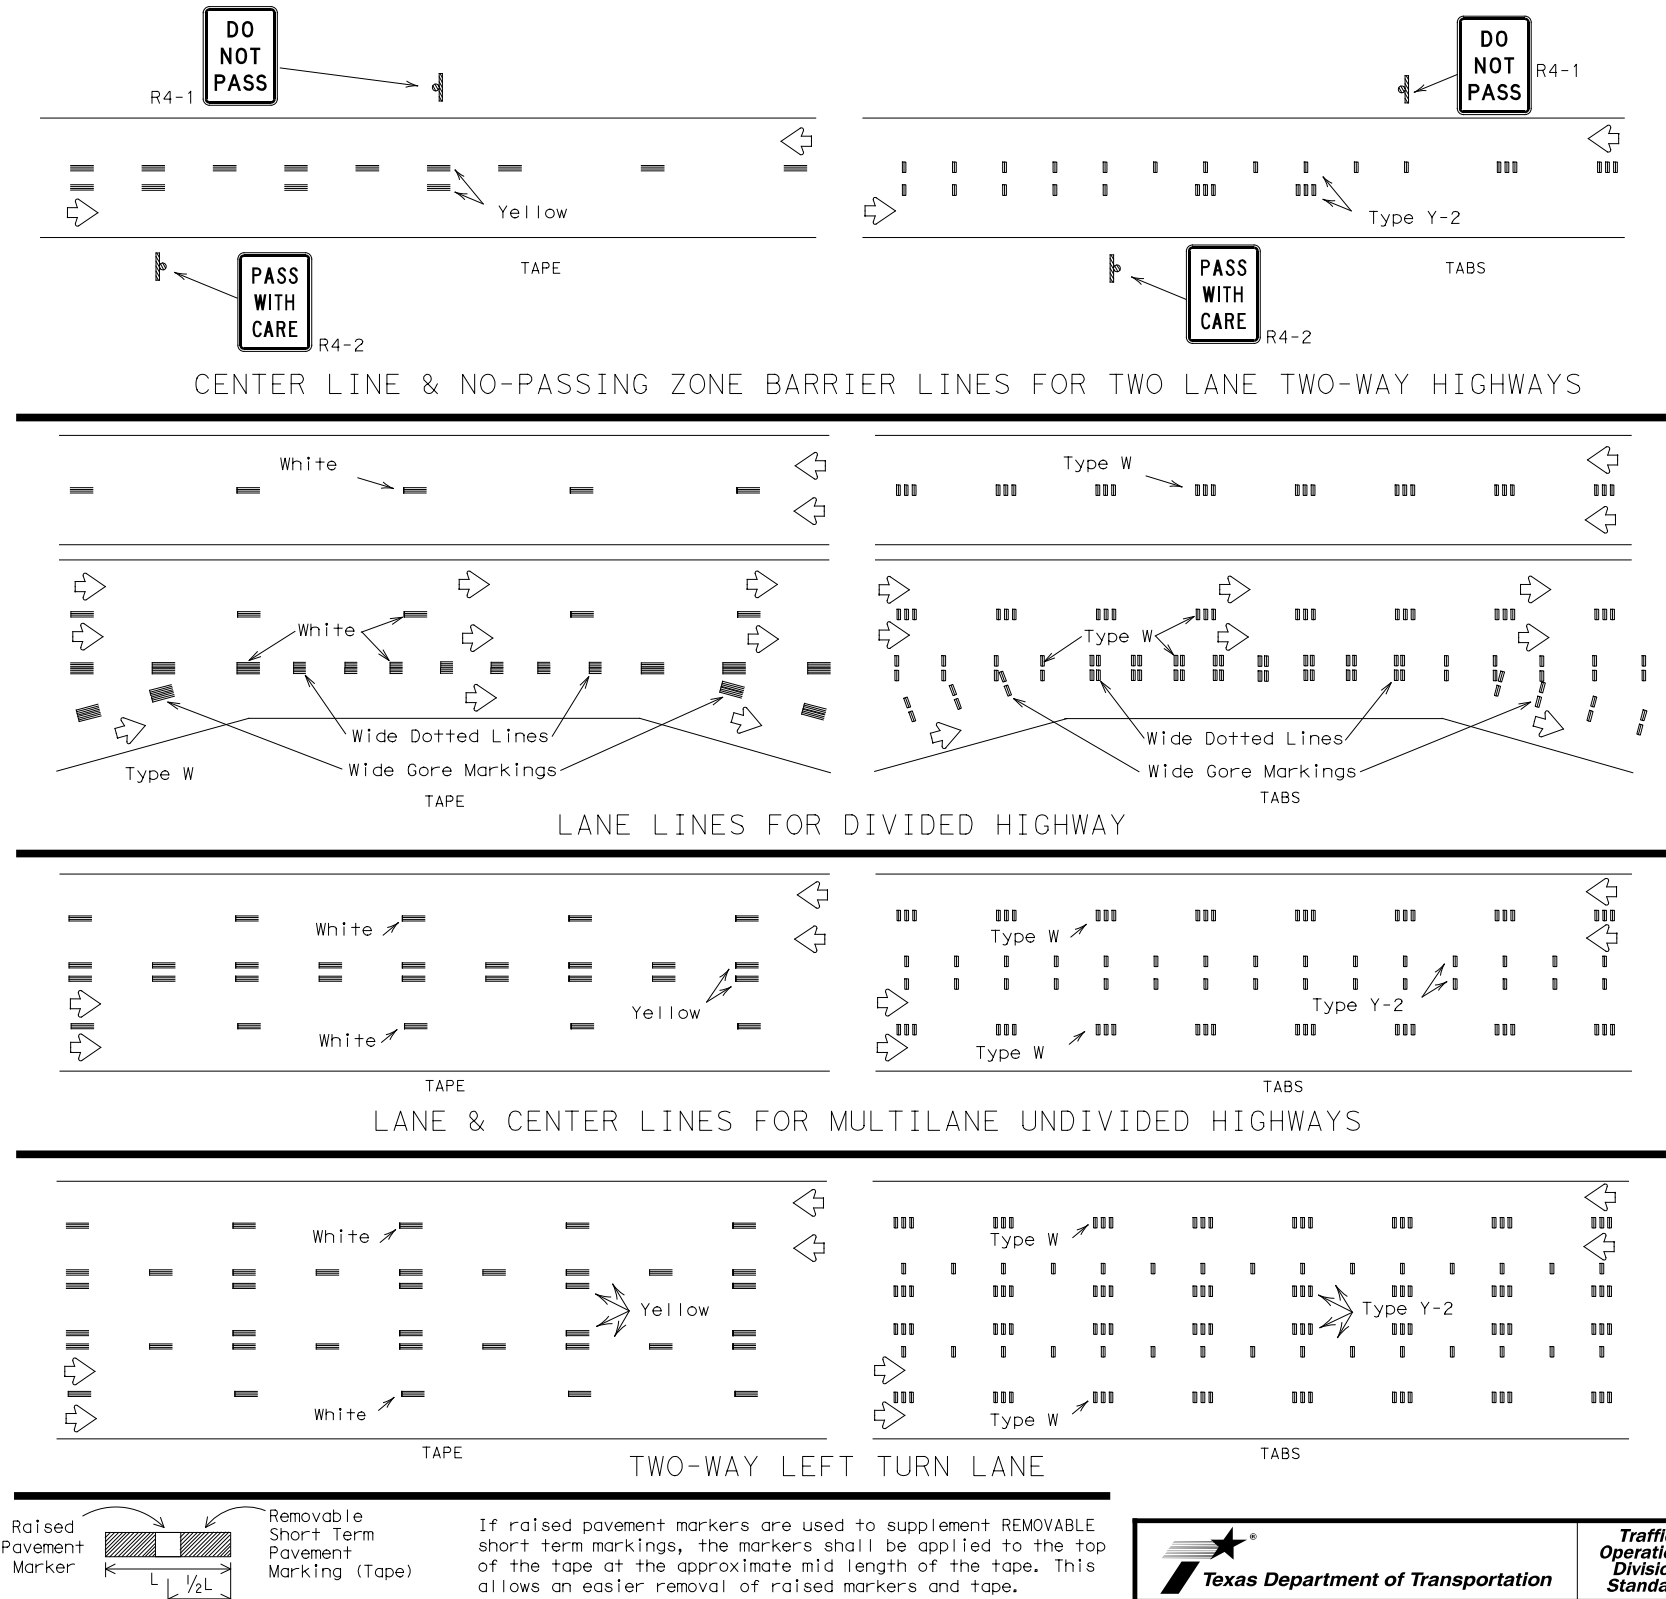 DO
NOT
PASS
R4-1
DO
NOT
PASS
R4-1
Yellow
Type Y-2
TAPE
TABS
PASS
WITH
CARE
R4-2
PASS
WITH
CARE
R4-2
CENTER LINE & NO-PASSING ZONE BARRIER LINES FOR TWO LANE TWO-WAY HIGHWAYS
White
Type W
White
Type W
Wide Dotted Lines
Wide Dotted Lines
Type W
Wide Gore Markings
Wide Gore Markings
TAPE
TABS
LANE LINES FOR DIVIDED HIGHWAY
White
Type W
Yellow
Type Y-2
White
Type W
TAPE
TABS
LANE & CENTER LINES FOR MULTILANE UNDIVIDED HIGHWAYS
White
Type W
Yellow
Type Y-2
White
Type W
TAPE
TABS
TWO-WAY LEFT TURN LANE
Raised
Pavement
Marker
L
1/2L
Removable
Short Term
Pavement
Marking (Tape)
If raised pavement markers are used to supplement REMOVABLE
short term markings, the markers shall be applied to the top
of the tape at the approximate mid length of the tape. This
allows an easier removal of raised markers and tape.
®
Texas Department of Transportation